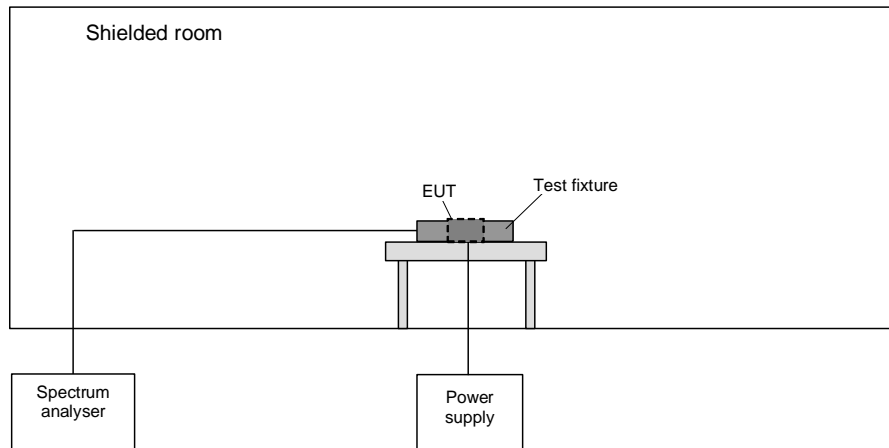 Shielded room
EUT
Test fixture
Spectrum
analyser
Power
supply